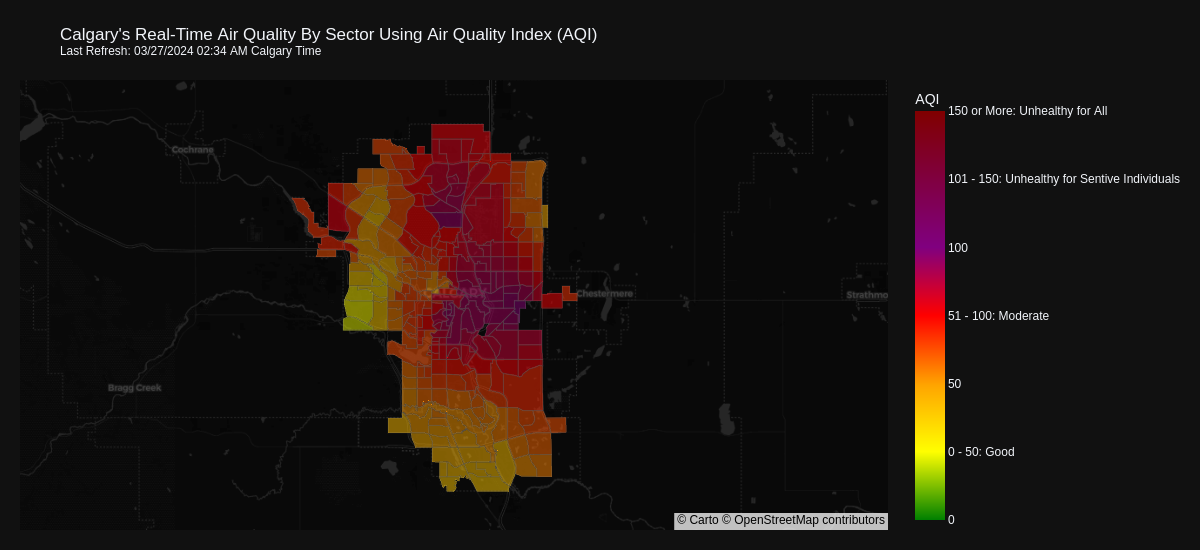 Calgary's Real-Time Air Quality By Sector Using Air Quality Index (AQI)
Last Refresh: 03/27/2024 02:34 AM Calgary Time
AQI
150 or More: Unhealthy for All
Cochrane
101 - 150: Unhealthy for Sentive Individuals
100
CALGARY
Chestermere
Strathmo
51 - 100: Moderate
Bragg Creek
50
0 - 50: Good
0
© Carto © OpenStreetMap contributors